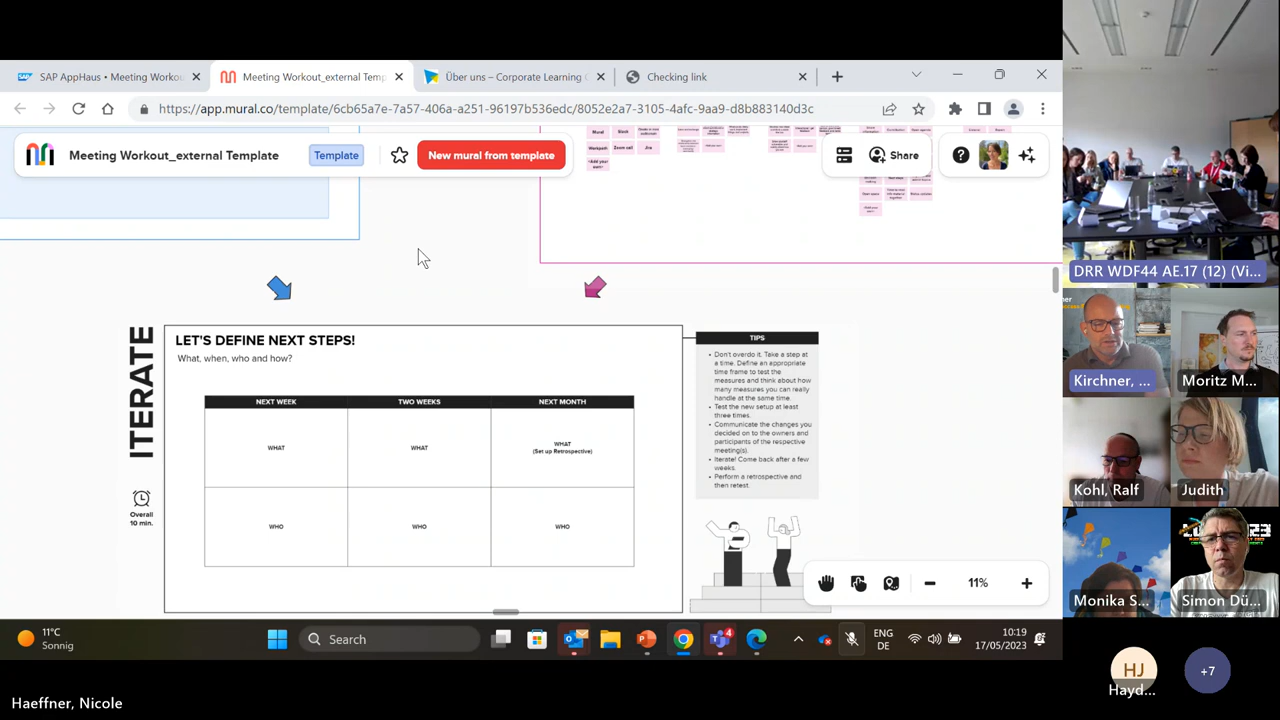 SAP AppHaus • Meeting Workou
Meeting Workout_external Temp
Über uns – Corporate Learning C
Checking link
https://app.mural.co/template/6cb65a7e-7a57-406a-a251-96197b536edc/8052e2a7-3105-4afc-9aa9-d8b883140d3c
Meeting Workout_external Template
Template
New mural from template
Share
Mural
Slack
Workpath
Zoom call
Jira
ITERATE
Overall
10 min.
LET'S DEFINE NEXT STEPS!
What, when, who and how?
NEXT WEEK
TWO WEEKS
NEXT MONTH
WHAT
WHAT
WHAT
(Set up Retrospective)
WHO
WHO
WHO
TIPS
• Don't overdo it. Take a step at
a time. Define an appropriate
time frame to test the
measures and think about how
many measures you can really
handle at the same time.
• Test the new setup at least
three times.
• Communicate the changes you
decided on to the owners and
participants of the respective
meeting(s).
• Iterate! Come back after a few
weeks.
• Perform a retrospective and
then retest.
11%
11°C
Sonnig
Search
4
ENG
DE
10:19
17/05/2023
Haeffner, Nicole
DRR WDF44 AE.17 (12) (Vi...
Kirchner, ...
Moritz M...
Kohl, Ralf
Judith
Monika S...
Simon Dü...
HJ
Hayd...
+7